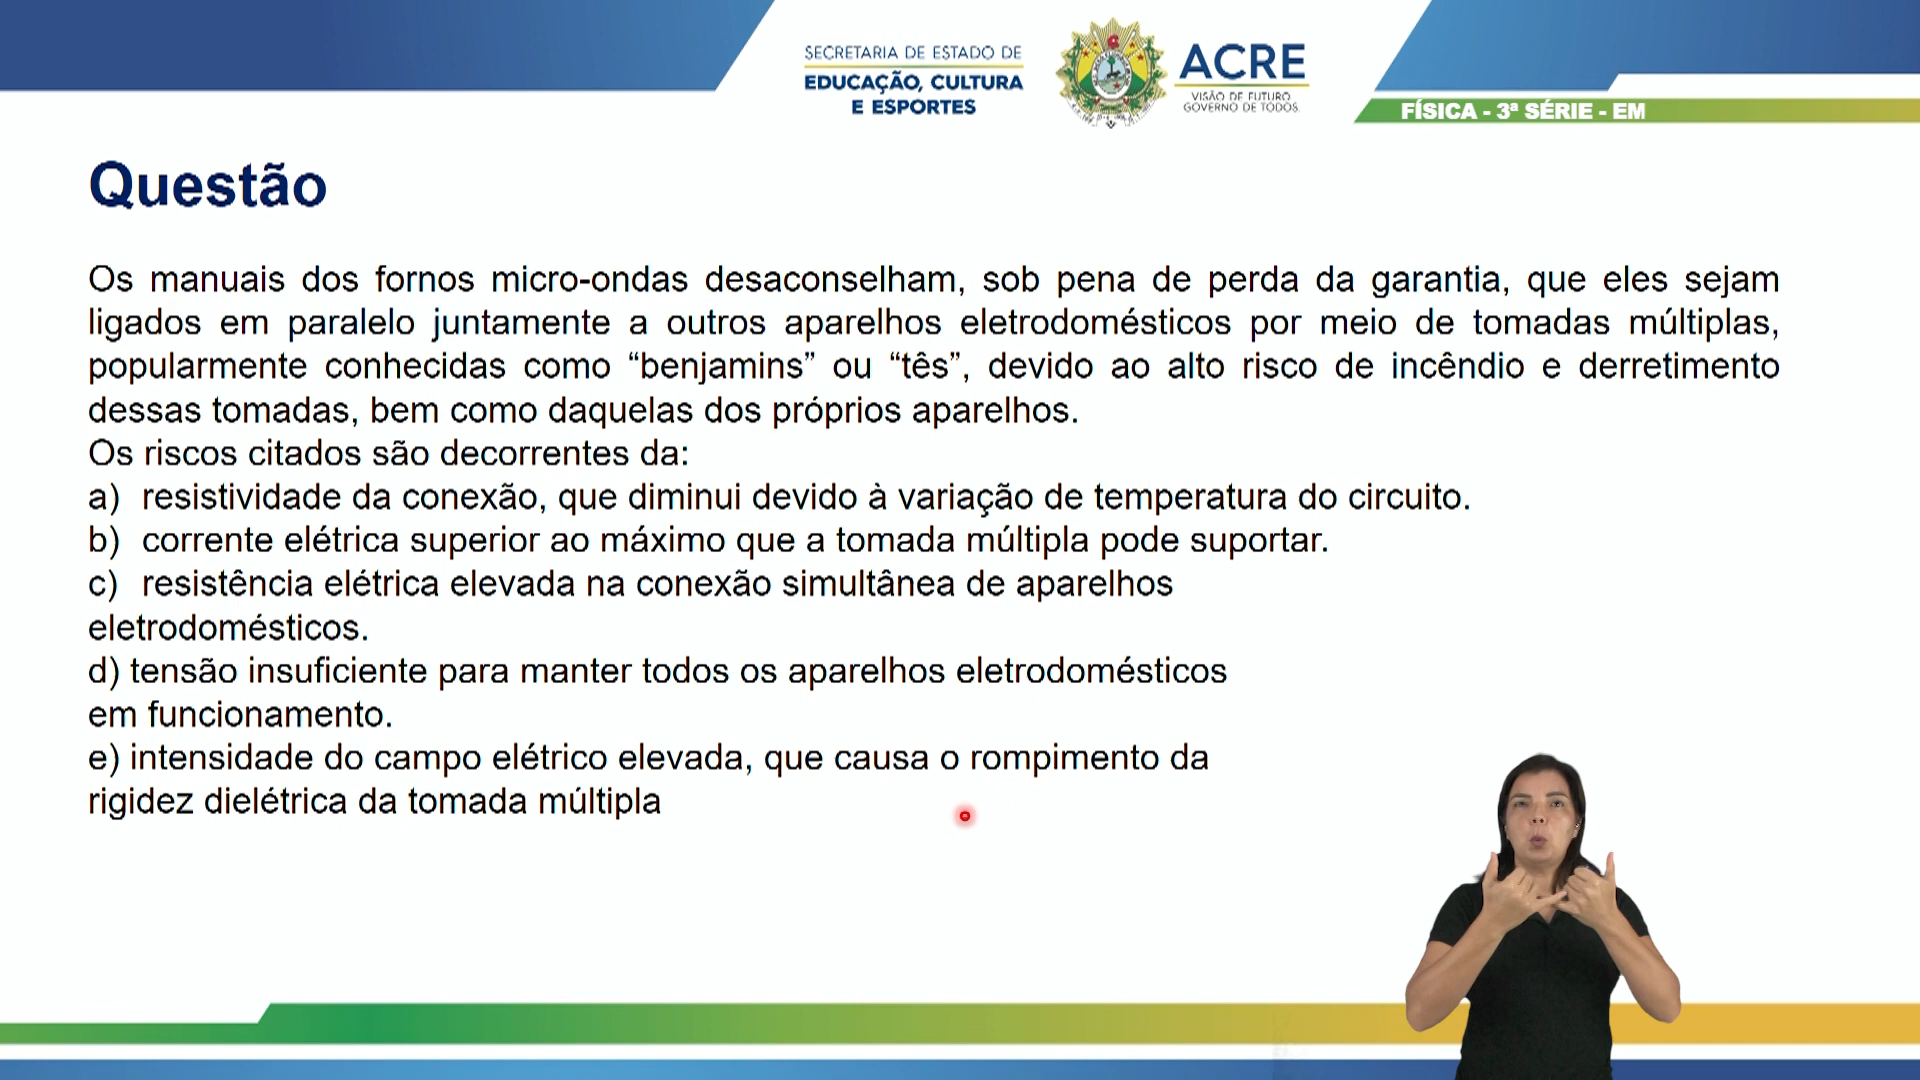 SECRETARIA DE ESTADO DE
EDUCAÇÃO, CULTURA
E ESPORTES
ACRE
VISÃO DE FUTURO
GOVERNO DE TODOS.
FÍSICA - 3ª SÉRIE - EM
Questão
Os manuais dos fornos micro-ondas desaconselham, sob pena de perda da garantia, que eles sejam
ligados em paralelo juntamente a outros aparelhos eletrodomésticos por meio de tomadas múltiplas,
popularmente conhecidas como “benjamins” ou “tês”, devido ao alto risco de incêndio e derretimento
dessas tomadas, bem como daquelas dos próprios aparelhos.
Os riscos citados são decorrentes da:
a) resistividade da conexão, que diminui devido à variação de temperatura do circuito.
b) corrente elétrica superior ao máximo que a tomada múltipla pode suportar.
c) resistência elétrica elevada na conexão simultânea de aparelhos
eletrodomésticos.
d) tensão insuficiente para manter todos os aparelhos eletrodomésticos
em funcionamento.
e) intensidade do campo elétrico elevada, que causa o rompimento da
rigidez dielétrica da tomada múltipla